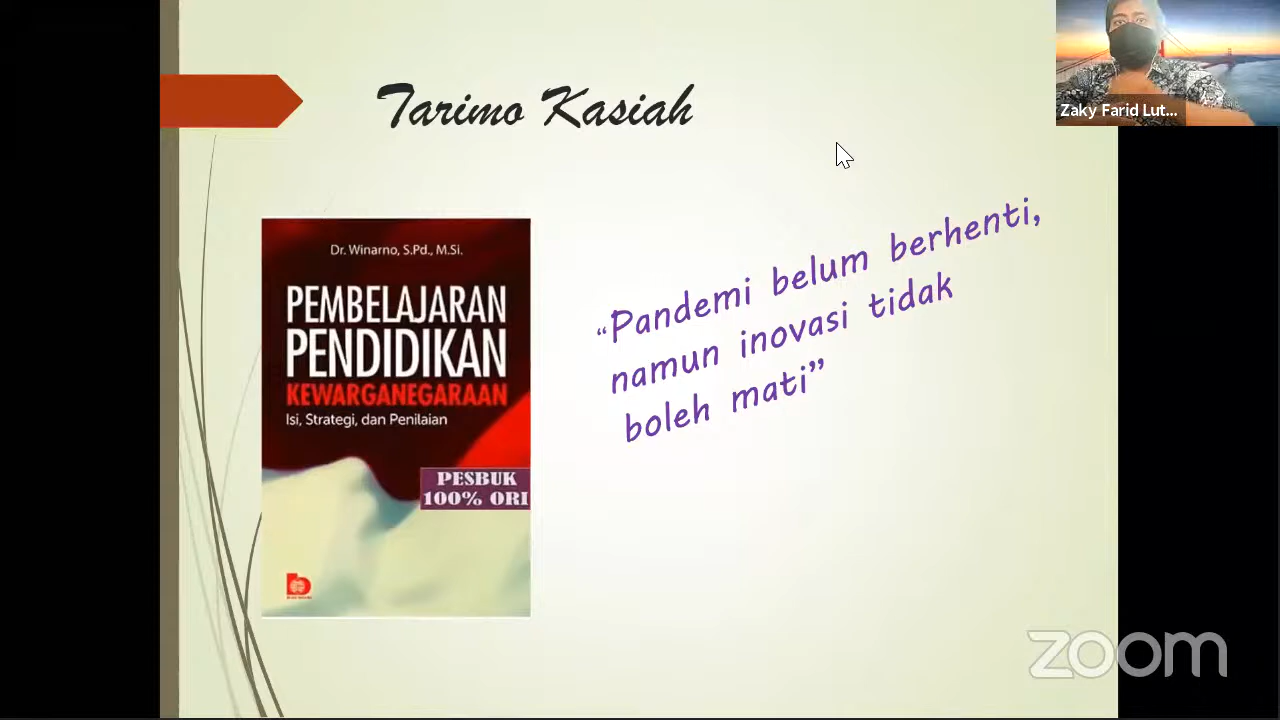 Tarimo Kasiah
Zaky Farid Lut...
Dr. Winarno, S.Pd., M.Si.
PEMBELAJARAN
PENDIDIKAN
KEWARGANEGARAAN
Isi, Strategi, dan Penilaian
PESBUK
100% ORI
“Pandemi belum berhenti,
namun inovasi tidak
boleh mati”
zoom